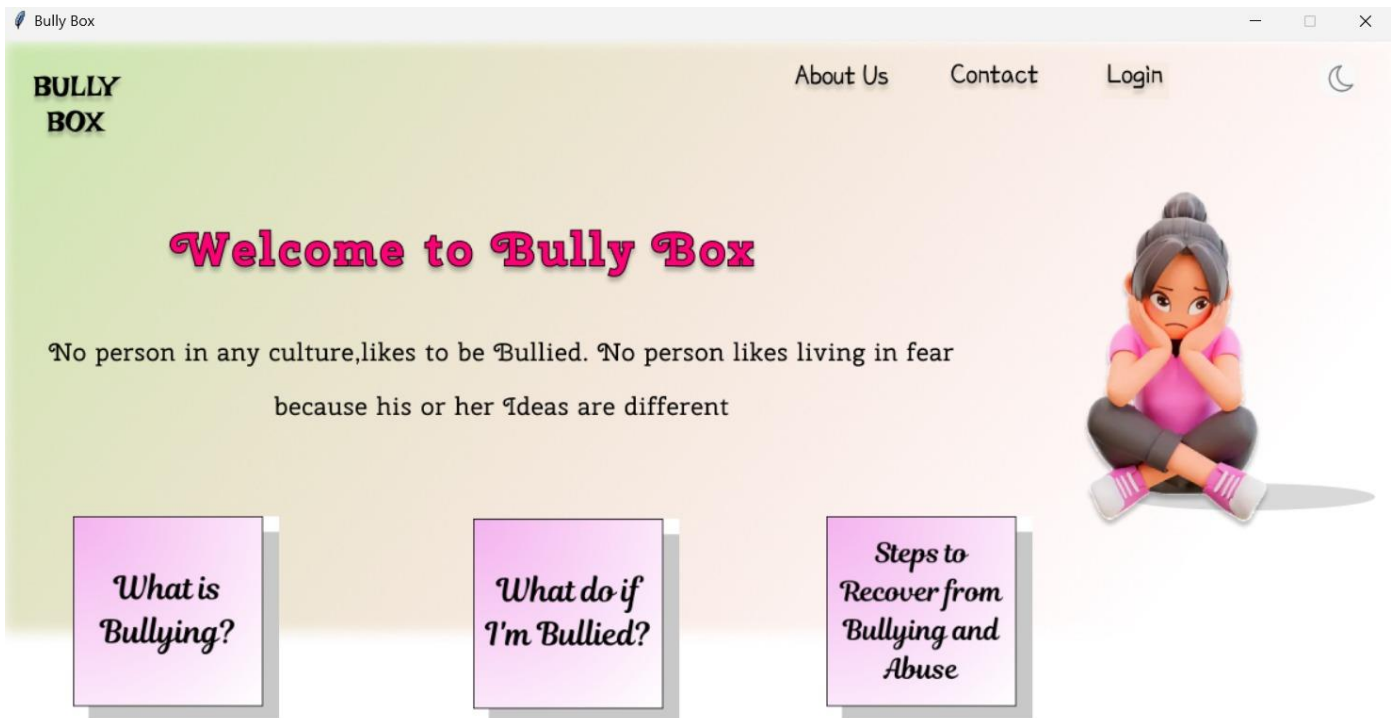 Bully Box
BULLY
BOX
About Us
Contact
Login
Welcome to Bully Box
No person in any culture,likes to be Bullied. No person likes living in fear
because his or her Ideas are different
What is
Bullying?
What do if
I'm Bullied?
Steps to
Recover from
Bullying and
Abuse